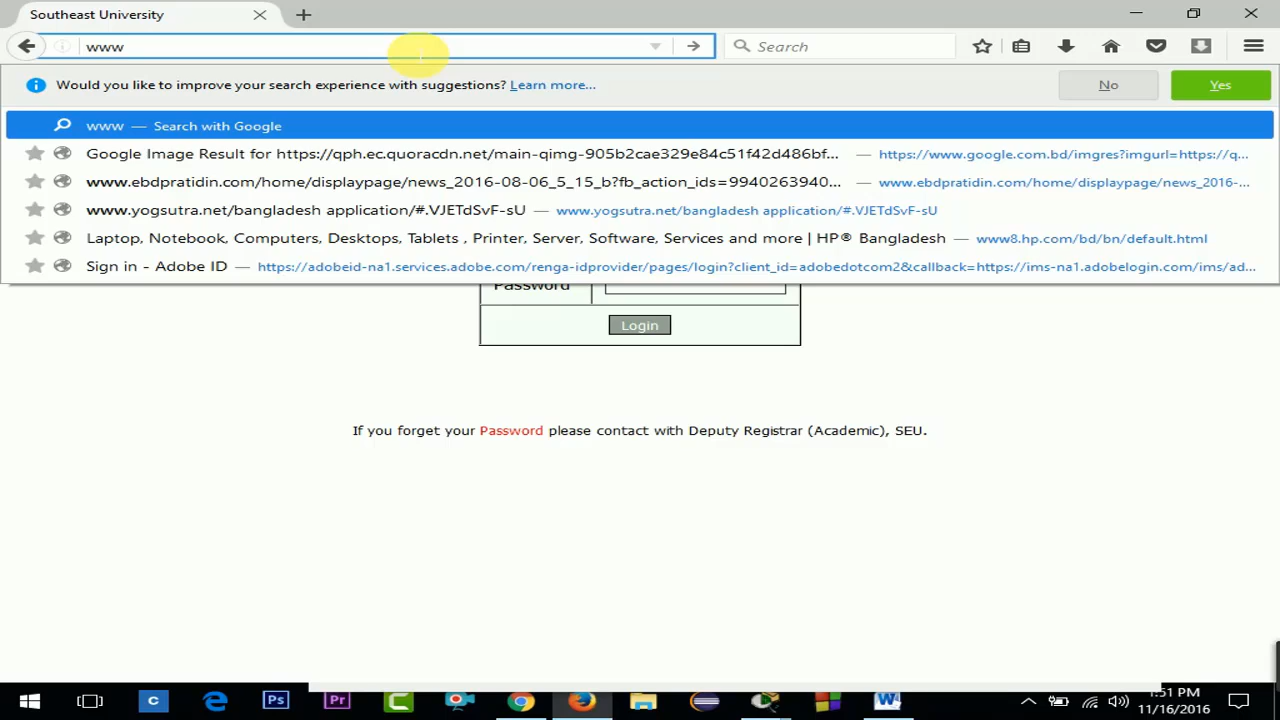 Southeast University
www
Search
Would you like to improve your search experience with suggestions? Learn more...
No
Yes
www — Search with Google
Google Image Result for https://qph.ec.quoracdn.net/main-qimg-905b2cae329e84c51f42d486bf... — https://www.google.com.bd/imgres?imgurl=https://q...
www.ebdpratidin.com/home/displaypage/news_2016-08-06_5_15_b?fb_action_ids=9940263940... — www.ebdpratidin.com/home/displaypage/news_2016-...
www.yogsutra.net/bangladesh application/#.VJETdSvF-sU — www.yogsutra.net/bangladesh application/#.VJETdSvF-sU
Laptop, Notebook, Computers, Desktops, Tablets , Printer, Server, Software, Services and more | HP® Bangladesh — www8.hp.com/bd/bn/default.html
Sign in - Adobe ID — https://adobeid-na1.services.adobe.com/renga-idprovider/pages/login?client_id=adobedotcom2&callback=https://ims-na1.adobelogin.com/ims/ad...
Password
Login
If you forget your Password please contact with Deputy Registrar (Academic), SEU.
C
Ps
Pr
W
1:51 PM
11/16/2016